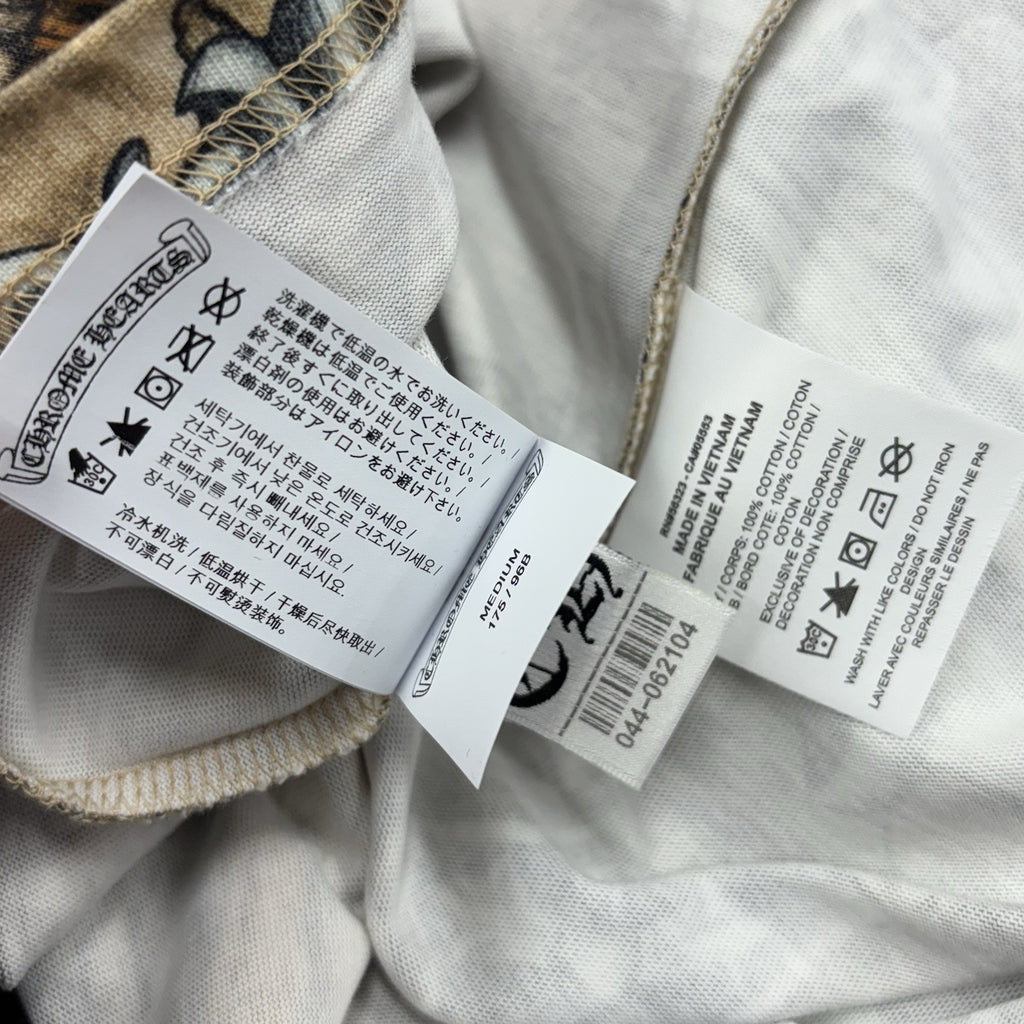 CHROME HEARTS
洗濯機で低温の水でお洗いください。/
乾燥機は低温でご使用ください。/
終了後すぐに取り出してください。/
漂白剤の使用はお避けください。/
装飾部分はアイロンをお避け下さい。
세탁기에서 찬물로 세탁하세요/
건조기에서 낮은 온도로 건조시키세요/
건조 후 즉시 빼내세요/
표백제를 사용하지 마세요/
장식을 다림질하지 마십시요
冷水机洗/低温烘干/干燥后尽快取出/
不可漂白/不可熨烫装饰。
30C
MEDIUM
175 / 96B
044-062104
MADE IN VIETNAM
FABRIQUE AU VIETNAM
/ CORPS: 100% COTTON / COTTON
B / BORD COTE: 100% COTTON /
COTTON
EXCLUSIVE OF DECORATION/
DECORATION NON COMPRISE
30C
WASH WITH LIKE COLORS / DO NOT IRON
DESIGN
LAVER AVEC COULEURS SIMILAIRES / NE PAS
REPASSER LE DESSIN